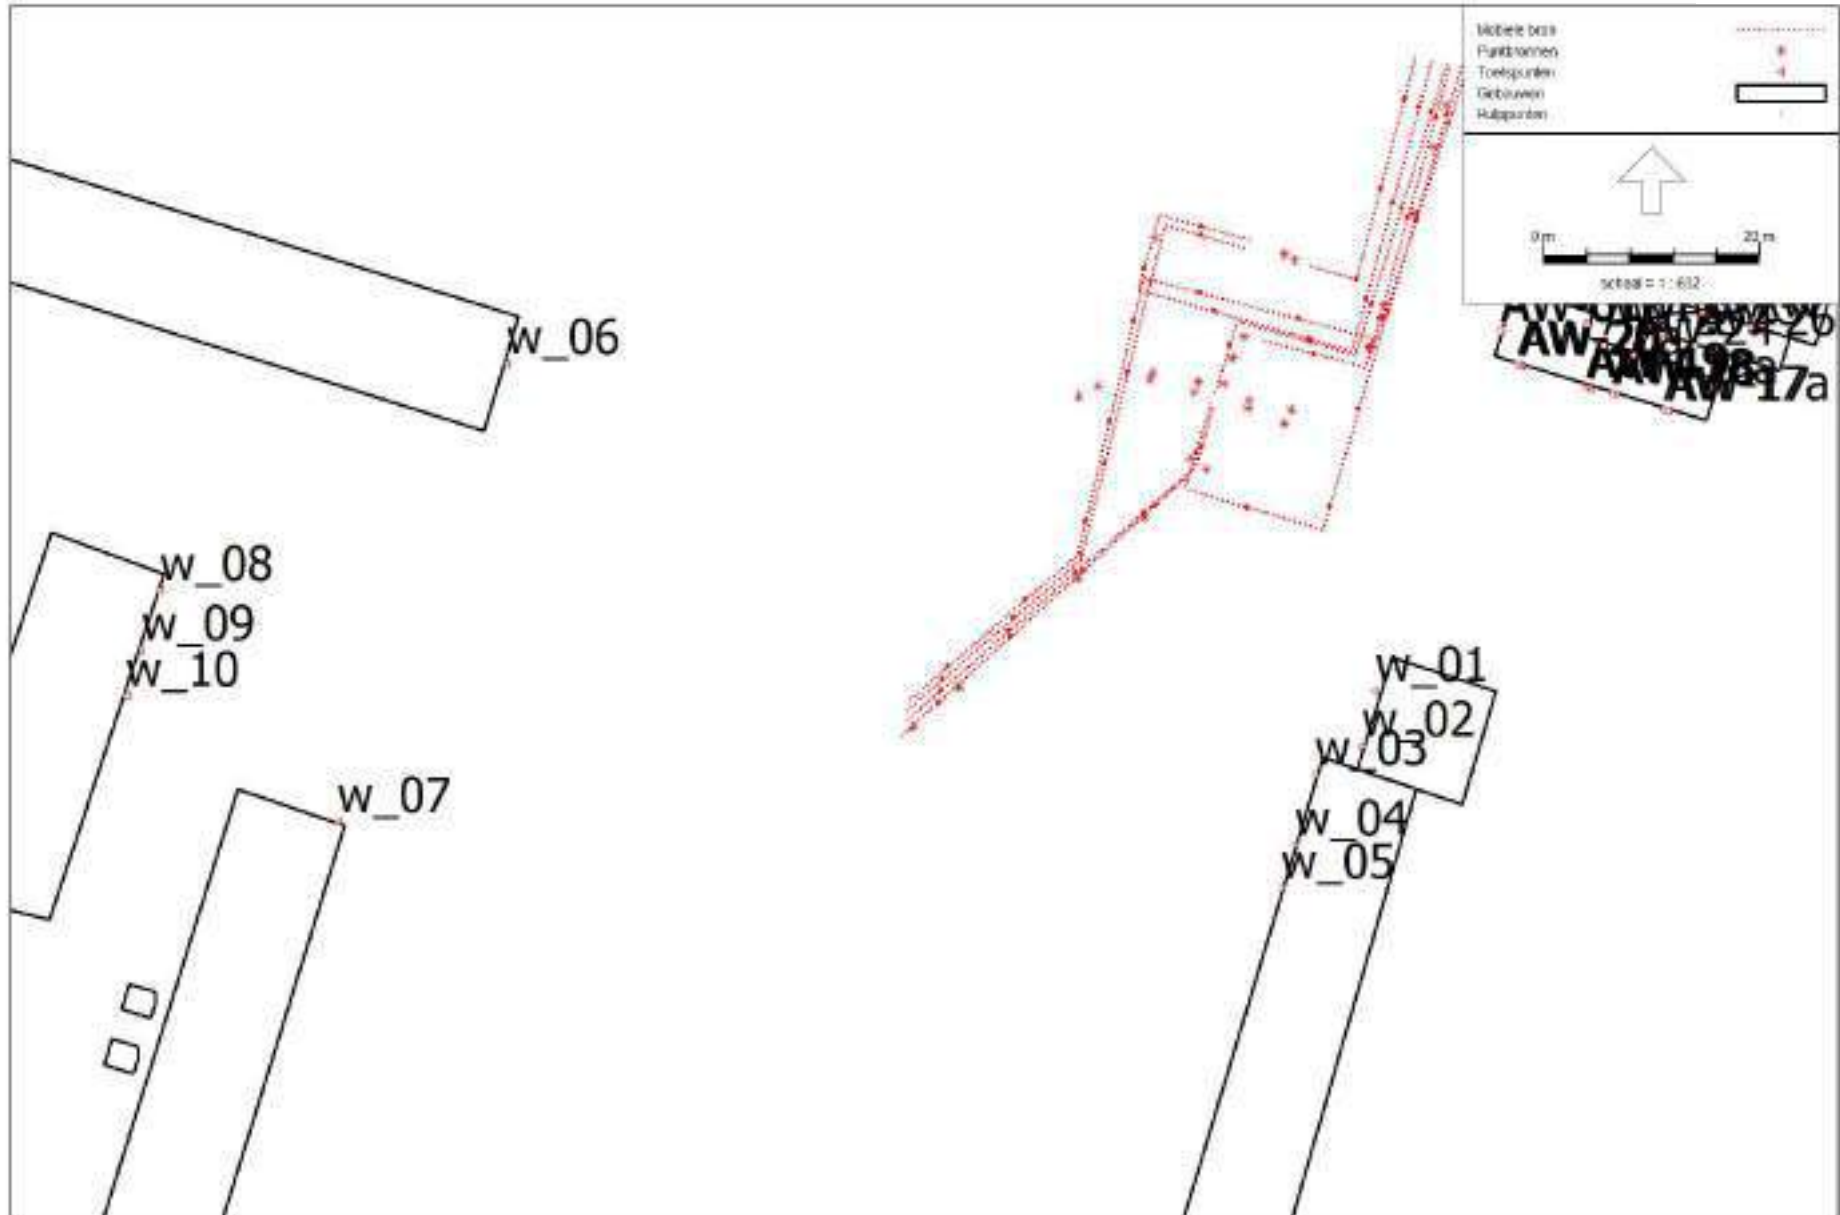 Mobiele bron
Puntbronnen
Toetspunten
Gebouwen
Hulppunten
0 m 20 m
schaal = 1 : 632
w_06
w_08
w_09
w_10
w_07
w_01
w_02
w_03
w_04
w_05
AW-17a